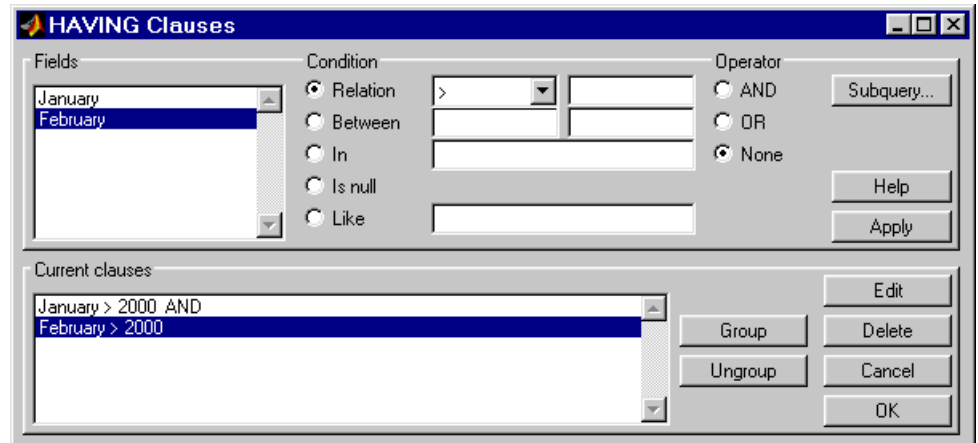 HAVING Clauses
Fields
Condition
Operator
January
February
Relation
>
Between
In
Is null
Like
AND
OR
None
Subquery...
Help
Apply
Current clauses
January > 2000 AND
February > 2000
Group
Ungroup
Edit
Delete
Cancel
OK